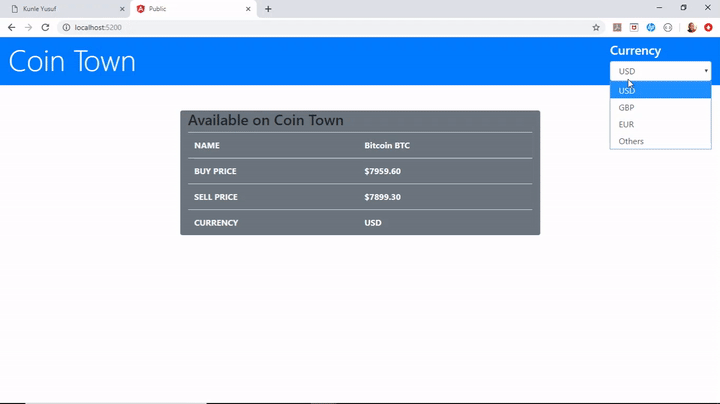 Kunle Yusuf
Public
localhost:5200
Coin Town
Currency
USD
USD
GBP
EUR
Others
Available on Coin Town
NAME Bitcoin BTC
BUY PRICE $7959.60
SELL PRICE $7899.30
CURRENCY USD